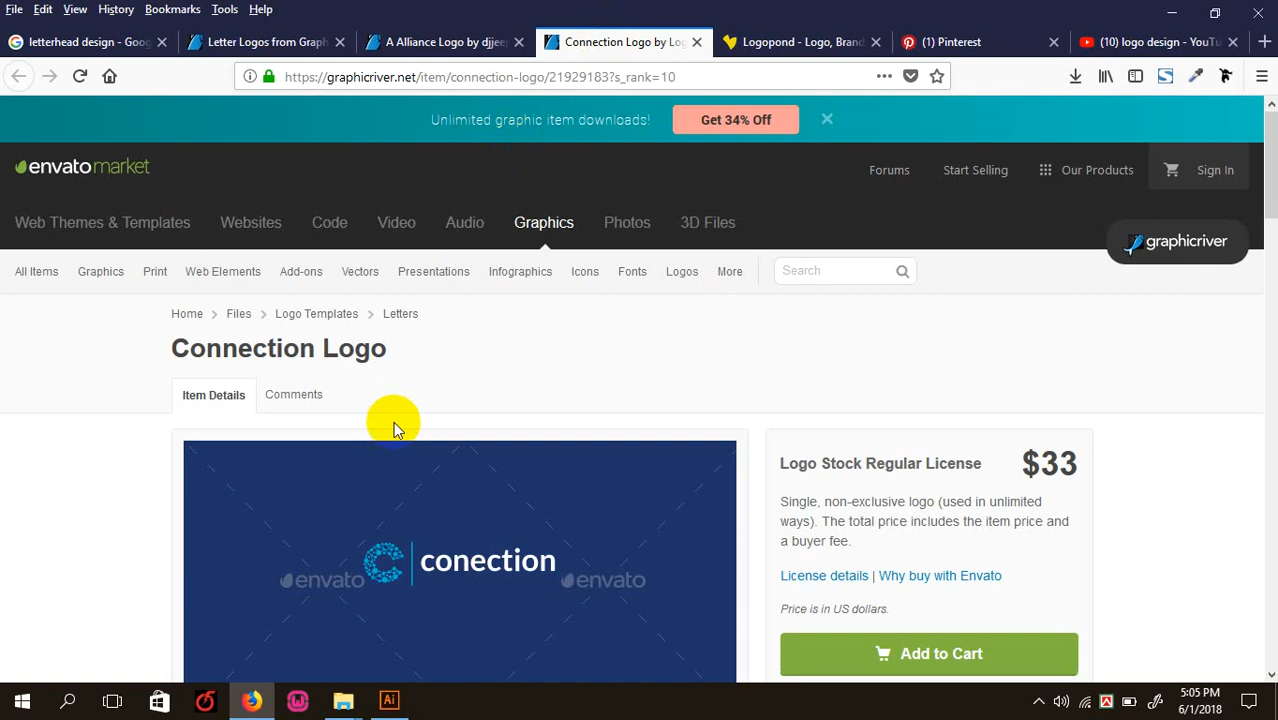 File Edit View History Bookmarks Tools Help
letterhead design - Goo
Letter Logos from Graph
A Alliance Logo by djjee
Connection Logo by Log
Logopond - Logo, Bran
(1) Pinterest
(10) logo design - YouTu
https://graphicriver.net/item/connection-logo/21929183?s_rank=10
Unlimited graphic item downloads!
Get 34% Off
envatomarket
Forums
Start Selling
Our Products
Sign In
Web Themes & Templates
Websites
Code
Video
Audio
Graphics
Photos
3D Files
graphicriver
All Items
Graphics
Print
Web Elements
Add-ons
Vectors
Presentations
Infographics
Icons
Fonts
Logos
More
Search
Home
Files
Logo Templates
Letters
Connection Logo
Item Details
Comments
conection
envato
envato
Logo Stock Regular License
$33
Single, non-exclusive logo (used in unlimited
ways). The total price includes the item price and
a buyer fee.
License details | Why buy with Envato
Price is in US dollars.
Add to Cart
Ai
5:05 PM
6/1/2018